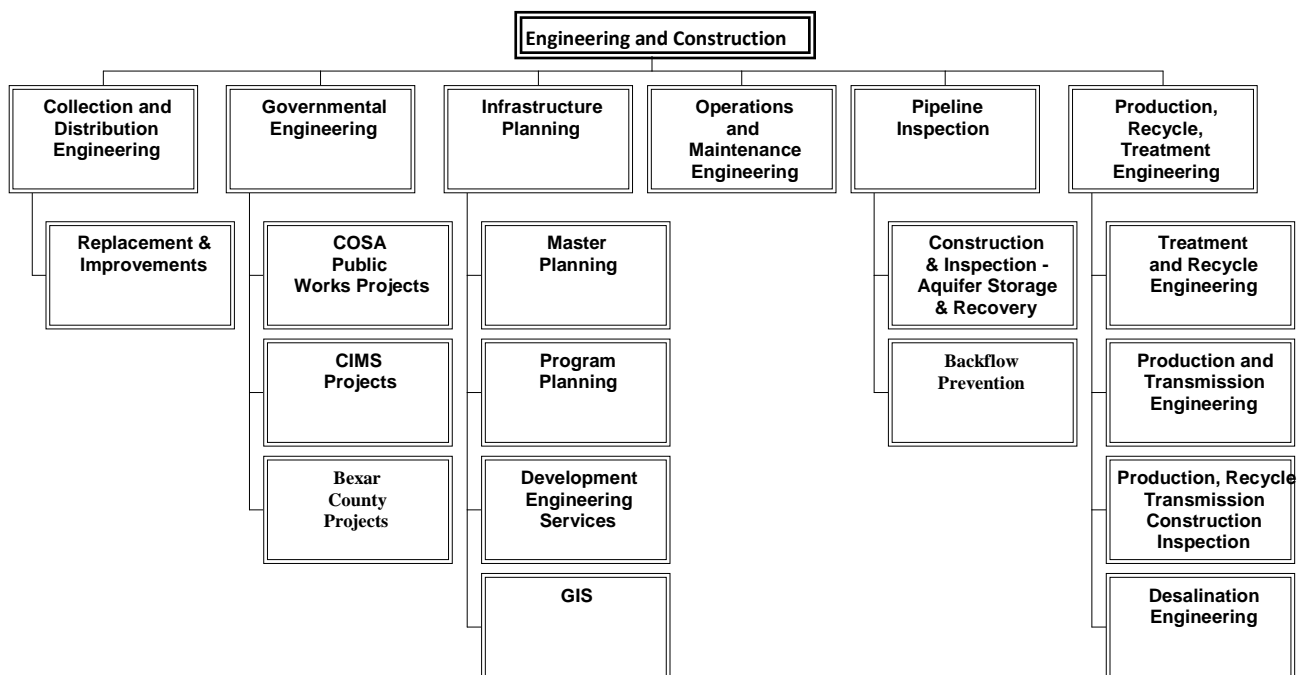 Engineering and Construction
Collection and
Distribution
Engineering
Governmental
Engineering
Infrastructure
Planning
Operations
and
Maintenance
Engineering
Pipeline
Inspection
Production,
Recycle,
Treatment
Engineering
Replacement &
Improvements
COSA
Public
Works Projects
Master
Planning
Construction
& Inspection -
Aquifer Storage
& Recovery
Treatment
and Recycle
Engineering
CIMS
Projects
Program
Planning
Backflow
Prevention
Production and
Transmission
Engineering
Bexar
County
Projects
Development
Engineering
Services
Production, Recycle
Transmission
Construction
Inspection
GIS
Desalination
Engineering